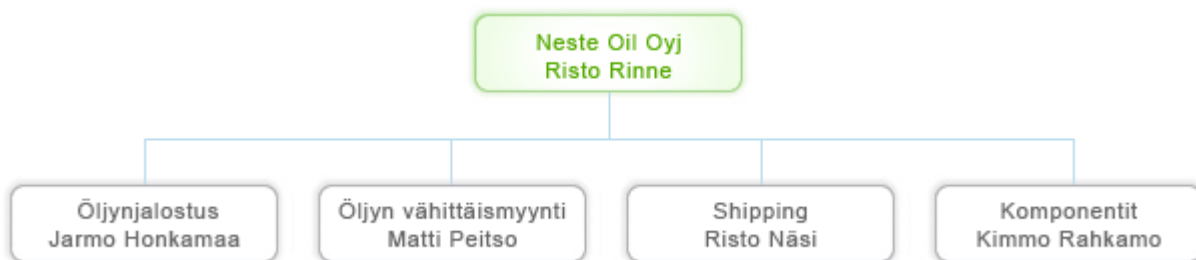 Neste Oil Oyj
Risto Rinne
Öljynjalostus
Jarmo Honkamaa
Öljyn vähittäismyynti
Matti Peitso
Shipping
Risto Näsi
Komponentit
Kimmo Rahkamo